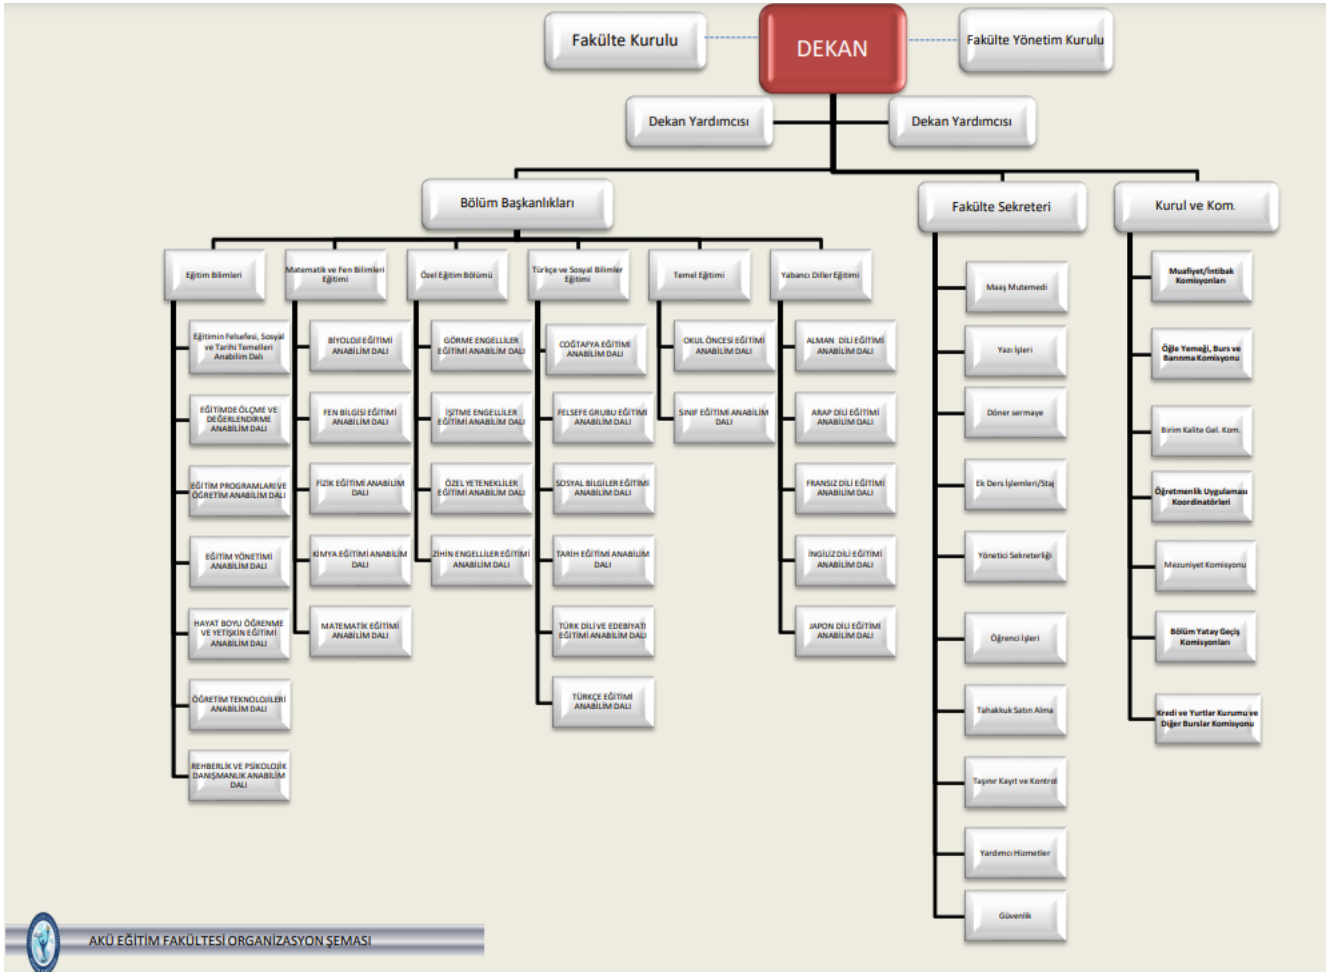 Fakülte Kurulu
DEKAN
Fakülte Yönetim Kurulu
Dekan Yardımcısı
Dekan Yardımcısı
Bölüm Başkanlıkları
Fakülte Sekreteri
Kurul ve Kom.
Eğitim Bilimleri
Eğitimin Felsefesi, Sosyal
ve Tarihi Temelleri
Anabilim Dalı
EĞİTİMDE ÖLÇME VE
DEĞERLENDİRME
ANABİLİM DALI
EĞİTİM PROGRAMLARI VE
ÖĞRETİM ANABİLİM DALI
EĞİTİM YÖNETİMİ
ANABİLİM DALI
HAYAT BOYU ÖĞRENME
VE YETİŞKİN EĞİTİMİ
ANABİLİM DALI
ÖĞRETİM TEKNOLOJİLERİ
ANABİLİM DALI
REHBERLİK VE PSİKOLOJİK
DANIŞMANLIK ANABİLİM
DALI
Matematik ve Fen Bilimleri
Eğitimi
BİYOLOJİ EĞİTİMİ
ANABİLİM DALI
FEN BİLGİSİ EĞİTİMİ
ANABİLİM DALI
FİZİK EĞİTİMİ ANABİLİM
DALI
KİMYA EĞİTİMİ ANABİLİM
DALI
MATEMATİK EĞİTİMİ
ANABİLİM DALI
Özel Eğitim Bölümü
GÖRME ENGELLİLER
EĞİTİMİ ANABİLİM DALI
İŞİTME ENGELLİLER
EĞİTİMİ ANABİLİM DALI
ÖZEL YETENEKLİLER
EĞİTİMİ ANABİLİM DALI
ZİHİN ENGELLİLER EĞİTİMİ
ANABİLİM DALI
Türkçe ve Sosyal Bilimler
Eğitimi
COĞTAFYA EĞİTİMİ
ANABİLİM DALI
FELSEFE GRUBU EĞİTİMİ
ANABİLİM DALI
SOSYAL BİLGİLER EĞİTİMİ
ANABİLİM DALI
TARİH EĞİTİMİ ANABİLİM
DALI
TÜRK DİLİ VE EDEBİYATI
EĞİTİMİ ANABİLİM DALI
TÜRKÇE EĞİTİMİ
ANABİLİM DALI
Temel Eğitimi
OKUL ÖNCESİ EĞİTİMİ
ANABİLİM DALI
SINIF EĞİTİMİ ANABİLİM
DALI
Yabancı Diller Eğitimi
ALMAN DİLİ EĞİTİMİ
ANABİLİM DALI
ARAP DİLİ EĞİTİMİ
ANABİLİM DALI
FRANSIZ DİLİ EĞİTİMİ
ANABİLİM DALI
İNGİLİZ DİLİ EĞİTİMİ
ANABİLİM DALI
JAPON DİLİ EĞİTİMİ
ANABİLİM DALI
Maaş Mutemedi
Yazı İşleri
Döner sermaye
Ek Ders İşlemleri/Staj
Yönetici Sekreterliği
Öğrenci İşleri
Tahakkuk Satın Alma
Taşınır Kayıt ve Kontrol
Yardımcı Hizmetler
Güvenlik
Muafiyet/İntibak
Komisyonları
Öğle Yemeği, Burs ve
Barınma Komisyonu
Birim Kalite Gel. Kom.
Öğretmenlik Uygulaması
Koordinatörleri
Mezuniyet Komisyonu
Bölüm Yatay Geçiş
Komisyonları
Kredi ve Yurtlar Kurumu ve
Diğer Burslar Komisyonu
AKÜ EĞİTİM FAKÜLTESİ ORGANİZASYON ŞEMASI